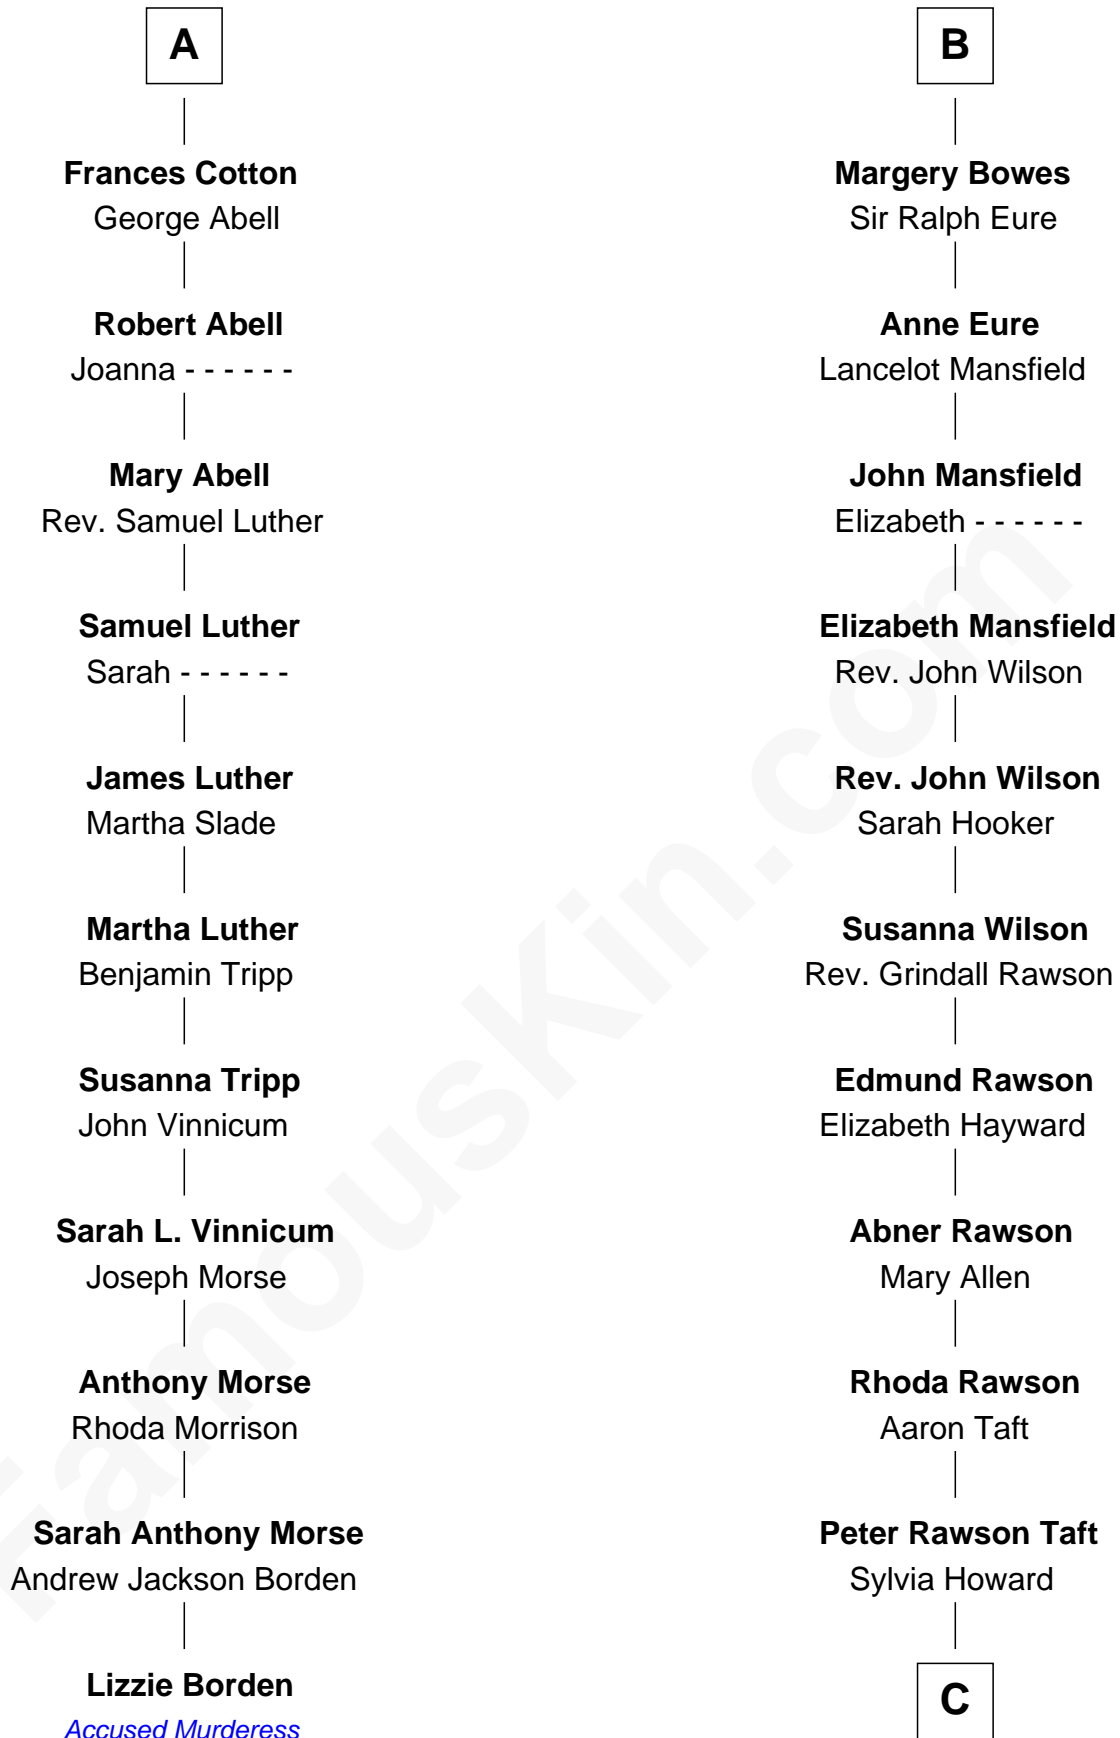 A
Frances Cotton
George Abell
Robert Abell
Joanna - - - - - -
Mary Abell
Rev. Samuel Luther
Samuel Luther
Sarah - - - - - -
James Luther
Martha Slade
Martha Luther
Benjamin Tripp
Susanna Tripp
John Vinnicum
Sarah L. Vinnicum
Joseph Morse
Anthony Morse
Rhoda Morrison
Sarah Anthony Morse
Andrew Jackson Borden
Lizzie Borden
Accused Murderess
B
Margery Bowes
Sir Ralph Eure
Anne Eure
Lancelot Mansfield
John Mansfield
Elizabeth - - - - - -
Elizabeth Mansfield
Rev. John Wilson
Rev. John Wilson
Sarah Hooker
Susanna Wilson
Rev. Grindall Rawson
Edmund Rawson
Elizabeth Hayward
Abner Rawson
Mary Allen
Rhoda Rawson
Aaron Taft
Peter Rawson Taft
Sylvia Howard
C
FamousKin.com